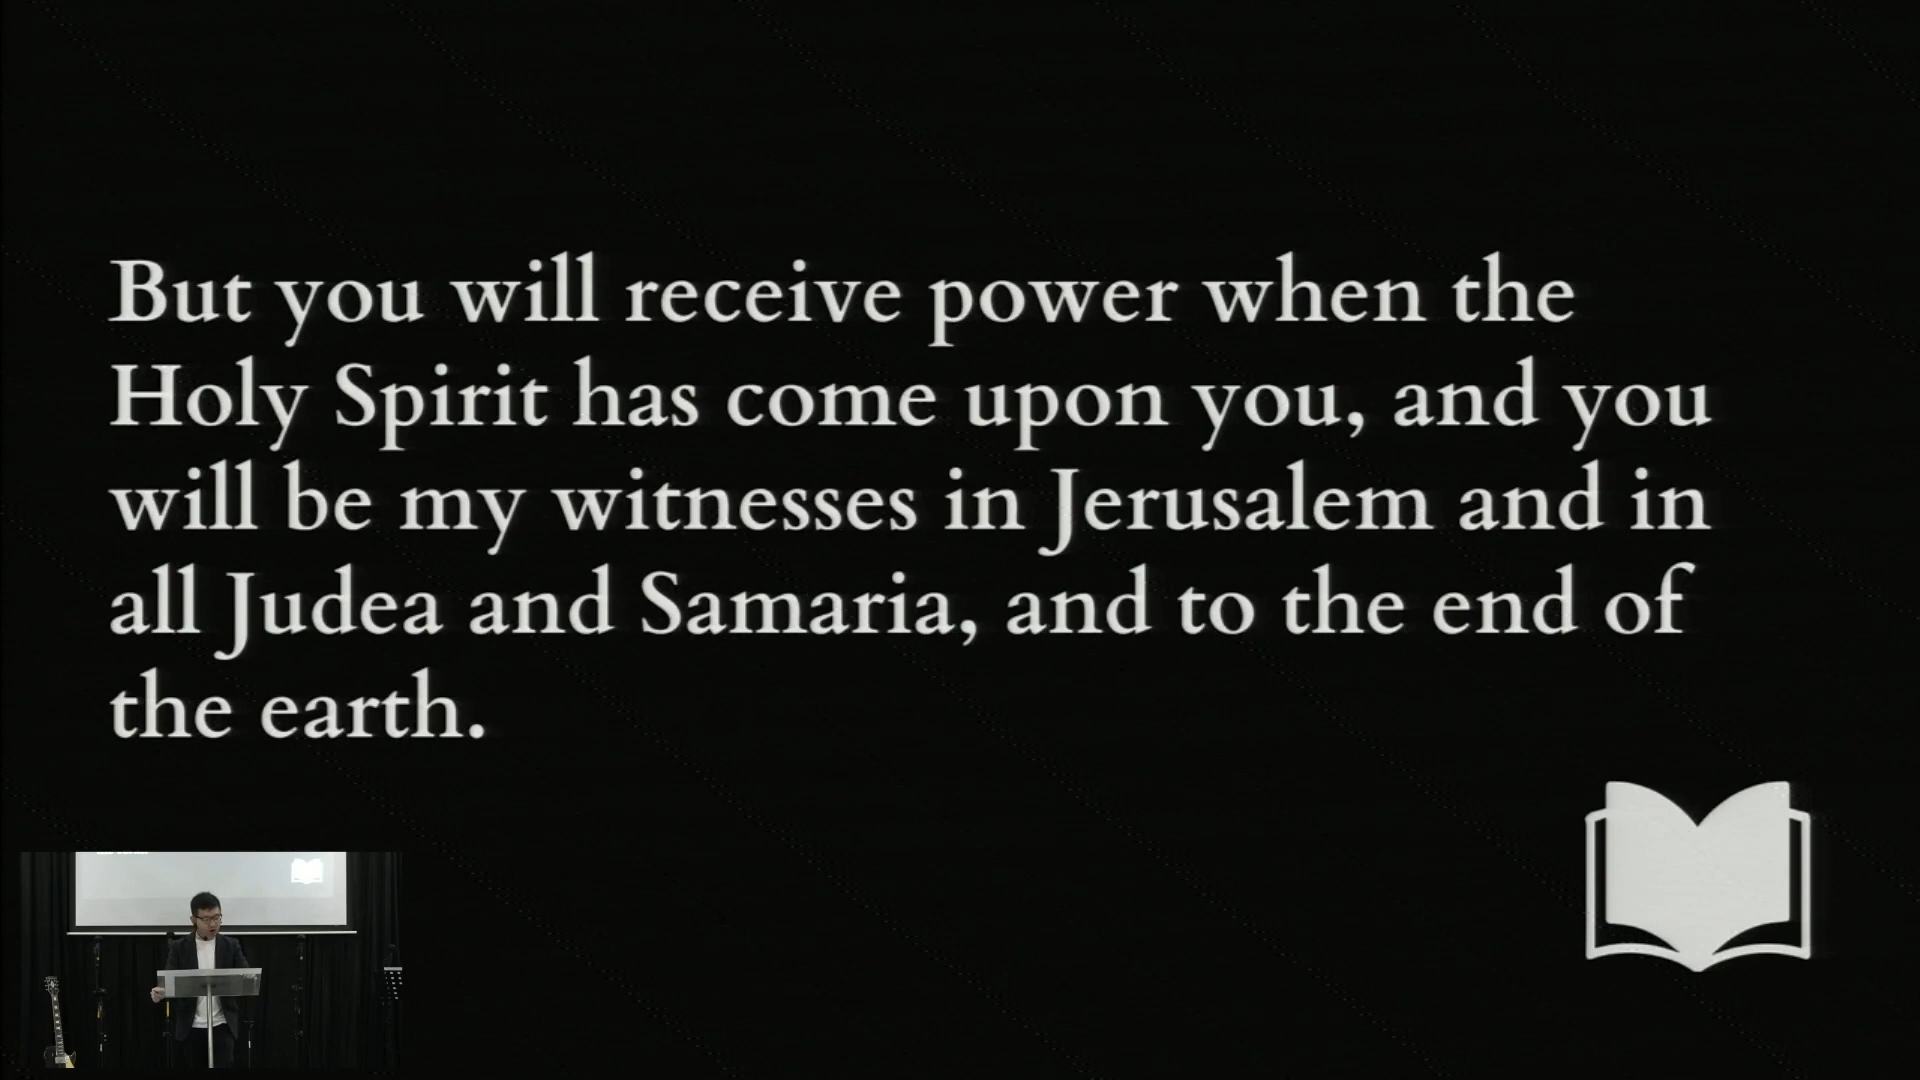 But you will receive power when the
Holy Spirit has come upon you, and you
will be my witnesses in Jerusalem and in
all Judea and Samaria, and to the end of
the earth.